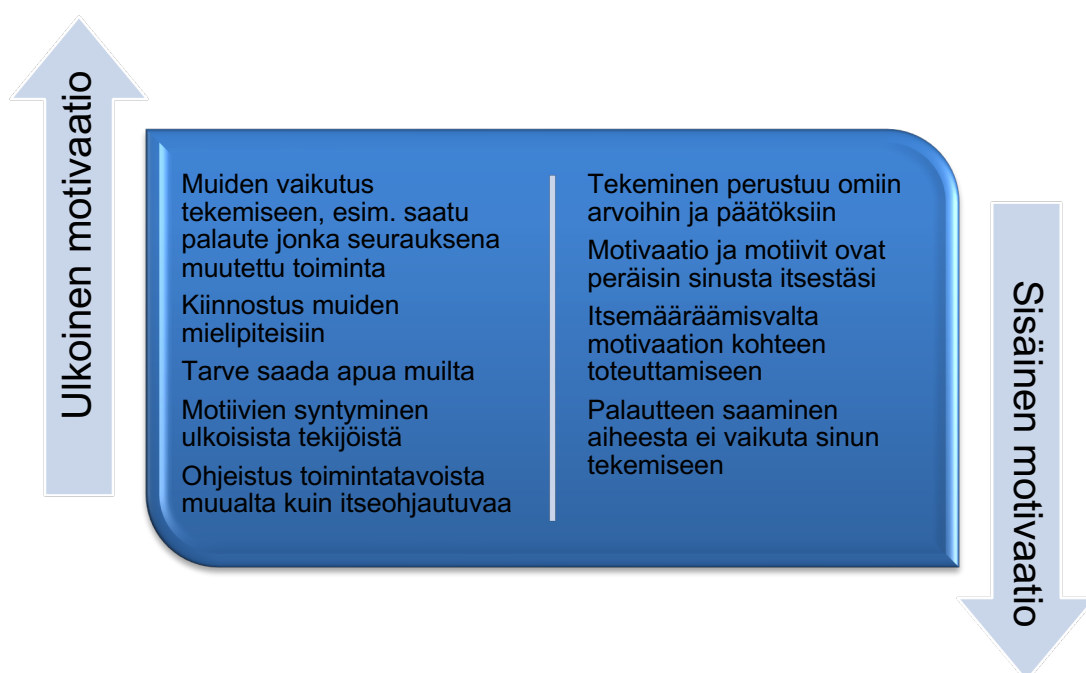 Ulkoinen motivaatio
Muiden vaikutus
tekemiseen, esim. saatu
palaute jonka seurauksena
muutettu toiminta
Kiinnostus muiden
mielipiteisiin
Tarve saada apua muilta
Motiivien syntyminen
ulkoisista tekijöistä
Ohjeistus toimintatavoista
muualta kuin itseohjautuvaa
Tekeminen perustuu omiin
arvoihin ja päätöksiin
Motivaatio ja motiivit ovat
peräisin sinusta itsestäsi
Itsemääräämisvalta
motivaation kohteen
toteuttamiseen
Palautteen saaminen
aiheesta ei vaikuta sinun
tekemiseen
Sisäinen motivaatio